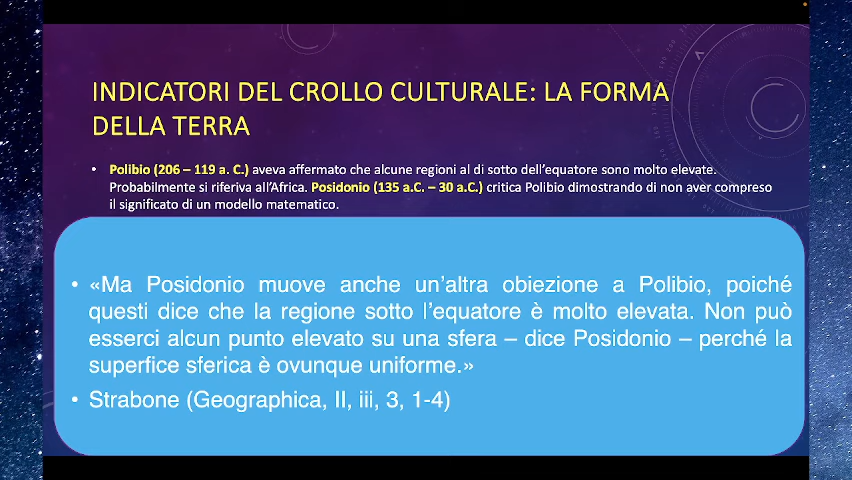 INDICATORI DEL CROLLO CULTURALE: LA FORMA
DELLA TERRA
• Polibio (206 – 119 a. C.) aveva affermato che alcune regioni al di sotto dell'equatore sono molto elevate.
Probabilmente si riferiva all'Africa. Posidonio (135 a.C. – 30 a.C.) critica Polibio dimostrando di non aver compreso
il significato di un modello matematico.
• «Ma Posidonio muove anche un'altra obiezione a Polibio, poiché
questi dice che la regione sotto l'equatore è molto elevata. Non può
esserci alcun punto elevato su una sfera – dice Posidonio – perché la
superfice sferica è ovunque uniforme.»
• Strabone (Geographica, II, iii, 3, 1-4)